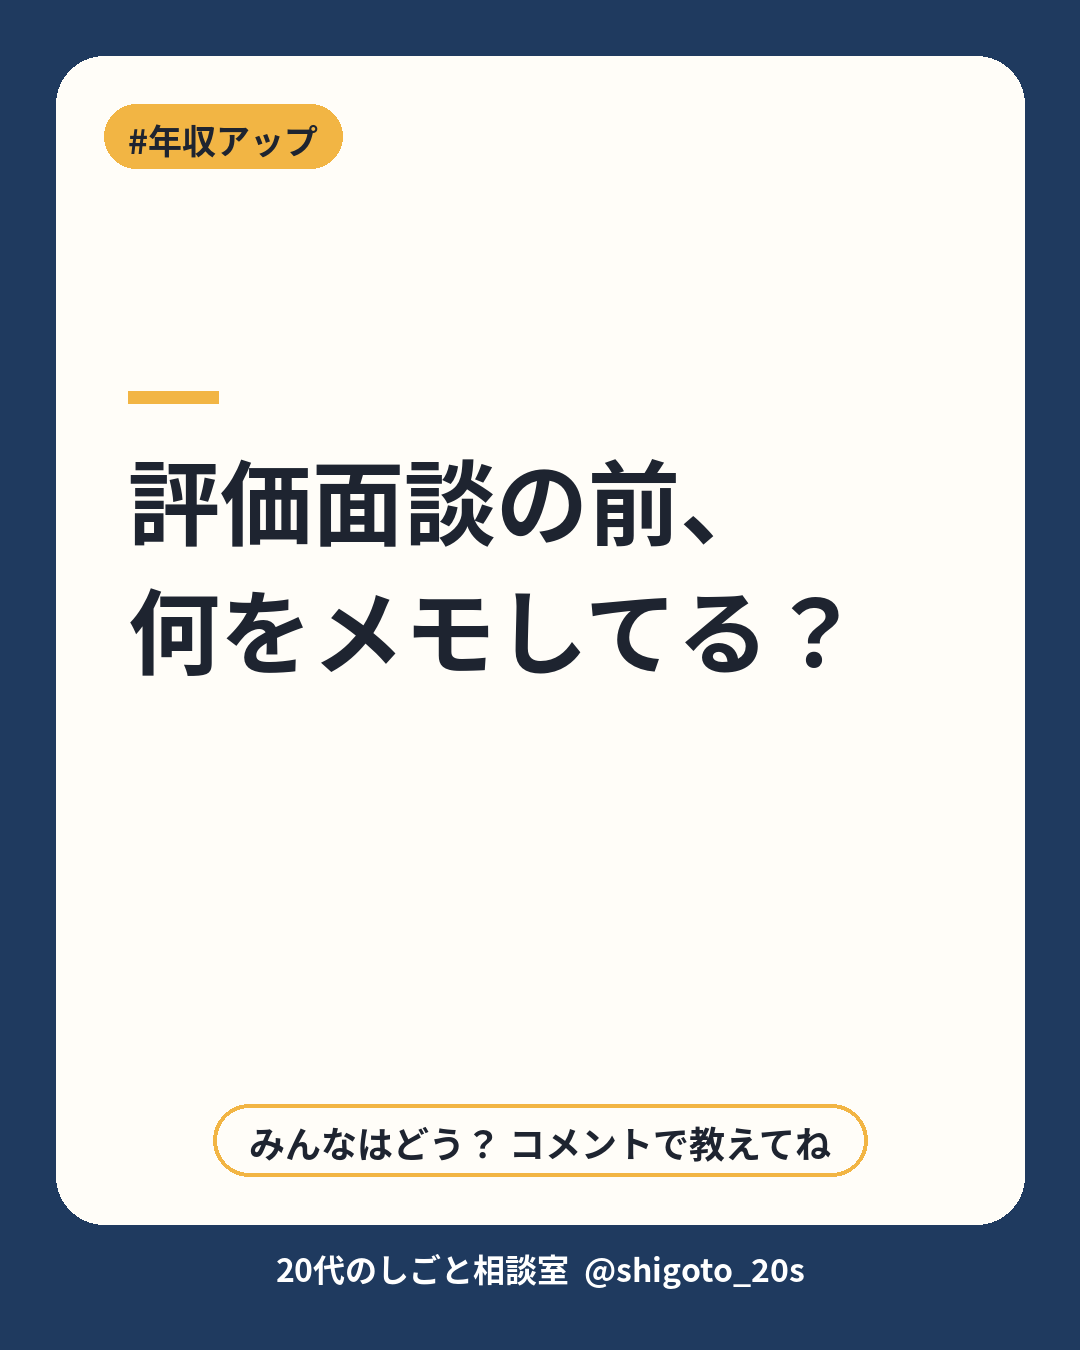 #年収アップ
評価面談の前、
何をメモしてる？
みんなはどう？ コメントで教えてね
20代のしごと相談室 @shigoto_20s